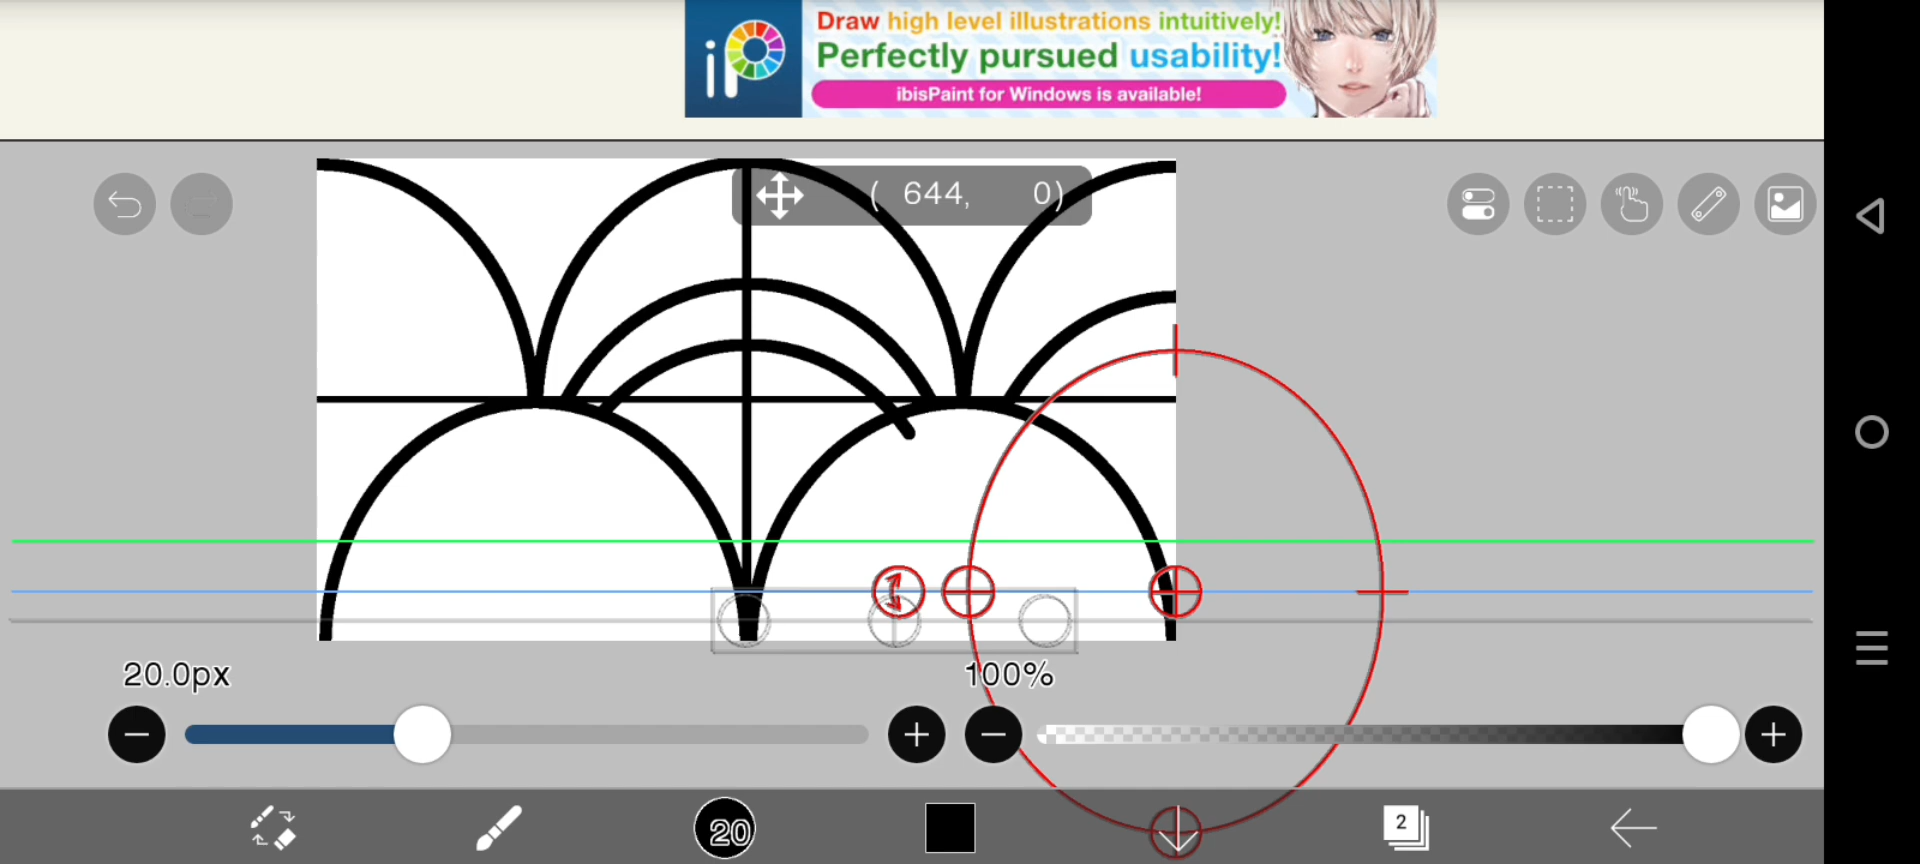 iP
Draw high level illustrations intuitively!
Perfectly pursued usability!
ibisPaint for Windows is available!
( 644, 0)
20.0px
100%
20
2